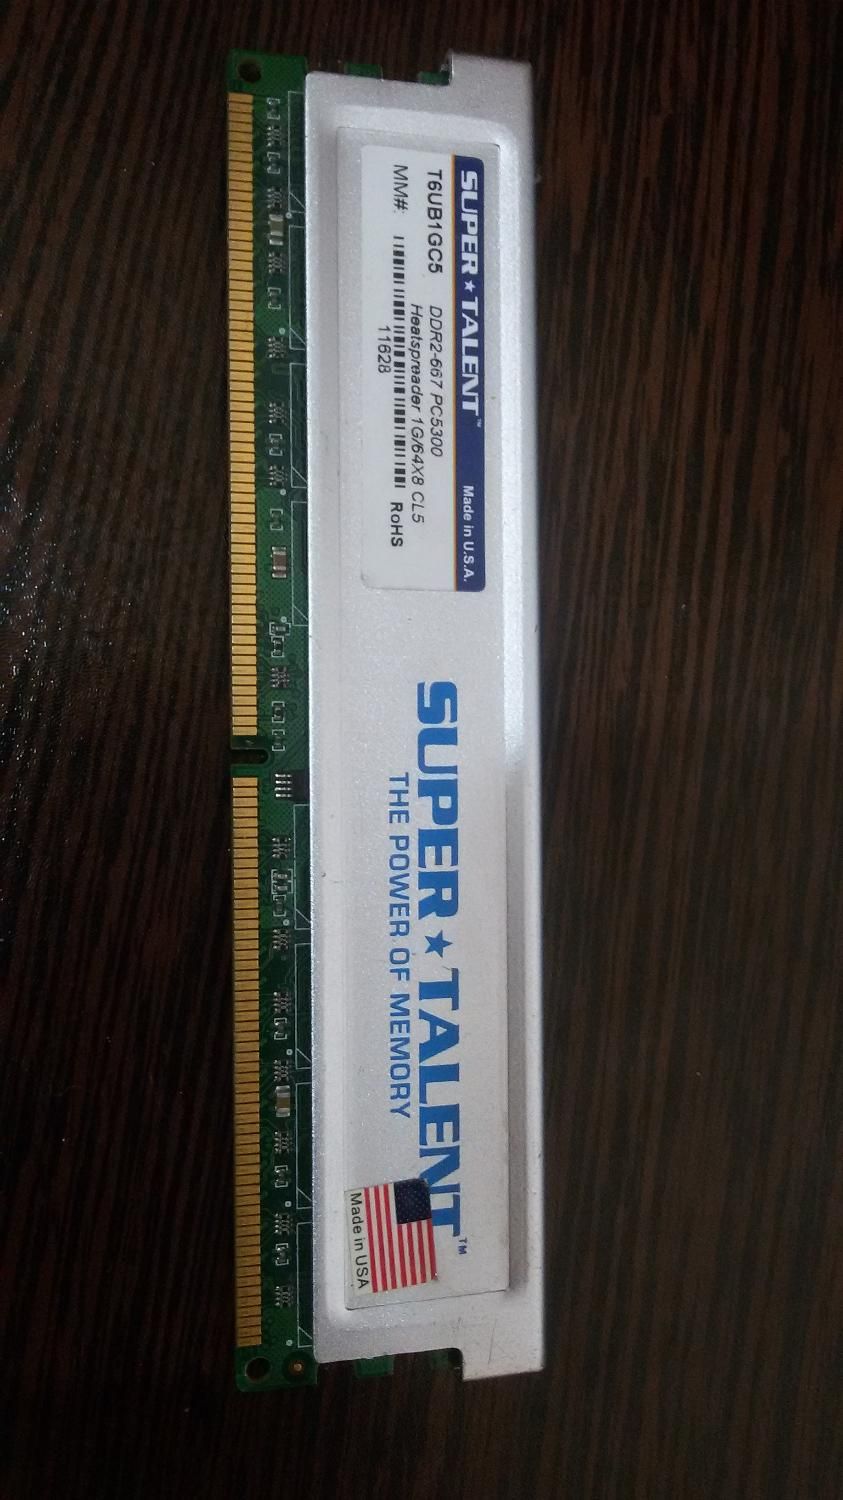 SUPER★TALENT™ Made in U.S.A.
T6UB1GC5 DDR2-667 PC5300
Heatspreader 1G/64X8 CL5
MM#: RoHS
11628
SUPER★TALENT™
THE POWER OF MEMORY
Made in USA